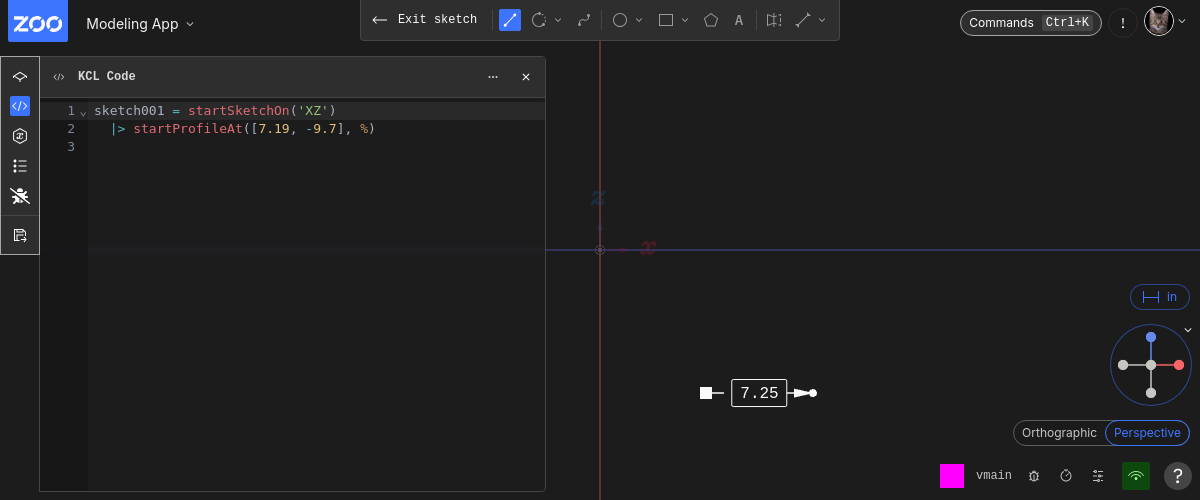 ZOO
Modeling App
Exit sketch
A
Commands Ctrl+K
!
KCL Code
1 sketch001 = startSketchOn('XZ')
2 |> startProfileAt([7.19, -9.7], %)
3
z
x
in
7.25
Orthographic Perspective
vmain
?